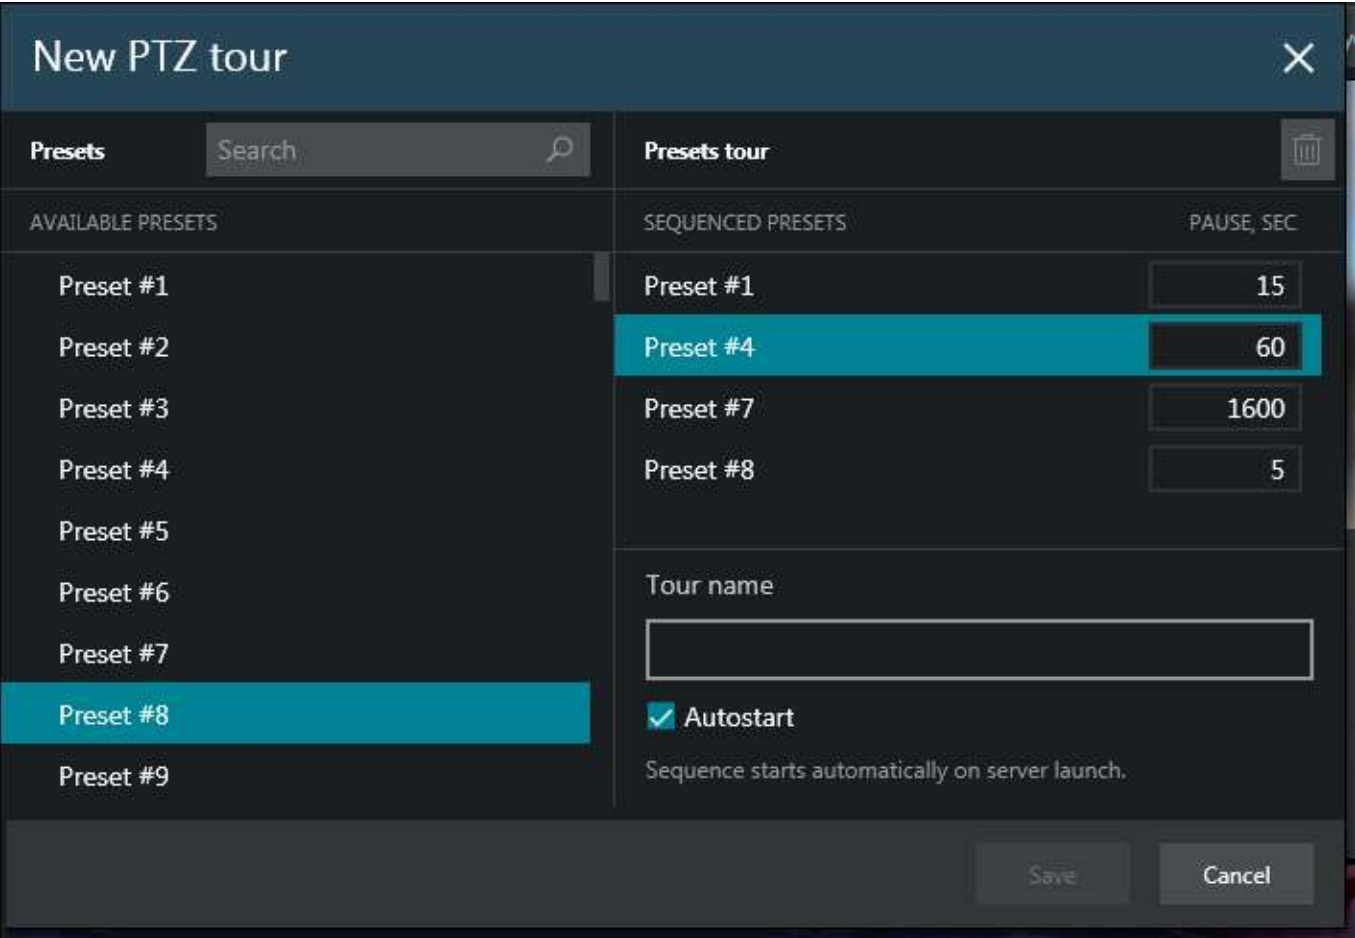 New PTZ tour
Presets
Search
Presets tour
AVAILABLE PRESETS
SEQUENCED PRESETS PAUSE, SEC
Preset #1
Preset #2
Preset #3
Preset #4
Preset #5
Preset #6
Preset #7
Preset #8
Preset #9
Preset #1 15
Preset #4 60
Preset #7 1600
Preset #8 5
Tour name
Autostart
Sequence starts automatically on server launch.
Save
Cancel